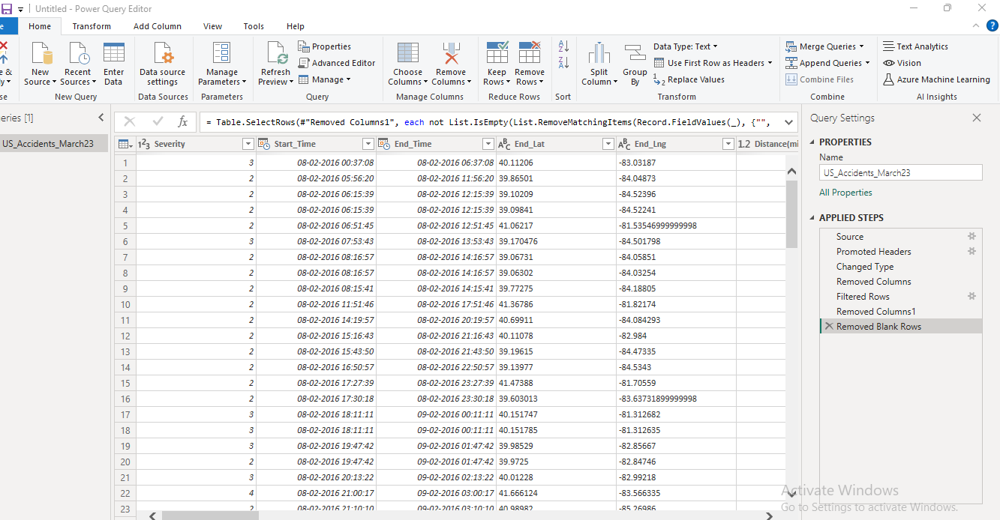 Untitled - Power Query Editor
Home Transform Add Column View Tools Help
New Source Recent Sources Enter Data
New Query
Data source settings
Data Sources
Manage Parameters
Parameters
Refresh Preview
Properties
Advanced Editor
Manage
Query
Choose Columns Remove Columns
Manage Columns
Keep Rows Remove Rows
Reduce Rows
Sort
Split Column Group By
Data Type: Text
Use First Row as Headers
Replace Values
Transform
Merge Queries
Append Queries
Combine Files
Combine
Text Analytics
Vision
Azure Machine Learning
AI Insights
eries [1]
US_Accidents_March23
= Table.SelectRows(#"Removed Columns1", each not List.IsEmpty(List.RemoveMatchingItems(Record.FieldValues(_), {"",
Severity Start_Time End_Time End_Lat End_Lng 1.2 Distance(mi
1 3 08-02-2016 00:37:08 08-02-2016 06:37:08 40.11206 -83.03187
2 2 08-02-2016 05:56:20 08-02-2016 11:56:20 39.86501 -84.04873
3 2 08-02-2016 06:15:39 08-02-2016 12:15:39 39.10209 -84.52396
4 2 08-02-2016 06:15:39 08-02-2016 12:15:39 39.09841 -84.52241
5 2 08-02-2016 06:51:45 08-02-2016 12:51:45 41.06217 -81.53546999999998
6 3 08-02-2016 07:53:43 08-02-2016 13:53:43 39.170476 -84.501798
7 2 08-02-2016 08:16:57 08-02-2016 14:16:57 39.06731 -84.05851
8 2 08-02-2016 08:16:57 08-02-2016 14:16:57 39.06302 -84.03254
9 2 08-02-2016 08:15:41 08-02-2016 14:15:41 39.77275 -84.18805
10 2 08-02-2016 11:51:46 08-02-2016 17:51:46 41.36786 -81.82174
11 2 08-02-2016 14:19:57 08-02-2016 20:19:57 40.69911 -84.084293
12 2 08-02-2016 15:16:43 08-02-2016 21:16:43 40.11078 -82.984
13 2 08-02-2016 15:43:50 08-02-2016 21:43:50 39.19615 -84.47335
14 2 08-02-2016 16:50:57 08-02-2016 22:50:57 39.13977 -84.5343
15 2 08-02-2016 17:27:39 08-02-2016 23:27:39 41.47388 -81.70559
16 2 08-02-2016 17:30:18 08-02-2016 23:30:18 39.603013 -83.63731899999998
17 3 08-02-2016 18:11:11 09-02-2016 00:11:11 40.151747 -81.312682
18 3 08-02-2016 18:11:11 09-02-2016 00:11:11 40.151785 -81.312635
19 3 08-02-2016 19:47:42 09-02-2016 01:47:42 39.98529 -82.85667
20 2 08-02-2016 19:47:42 09-02-2016 01:47:42 39.9725 -82.84746
21 3 08-02-2016 20:13:22 09-02-2016 02:13:22 40.01228 -82.99218
22 4 08-02-2016 21:00:17 09-02-2016 03:00:17 41.666124 -83.566335
23 2 08-02-2016 21:10:10 09-02-2016 03:10:10 40.98982 -85.26986
Query Settings
PROPERTIES
Name
US_Accidents_March23
All Properties
APPLIED STEPS
Source
Promoted Headers
Changed Type
Removed Columns
Filtered Rows
Removed Columns1
Removed Blank Rows
Activate Windows
Go to Settings to activate Windows.